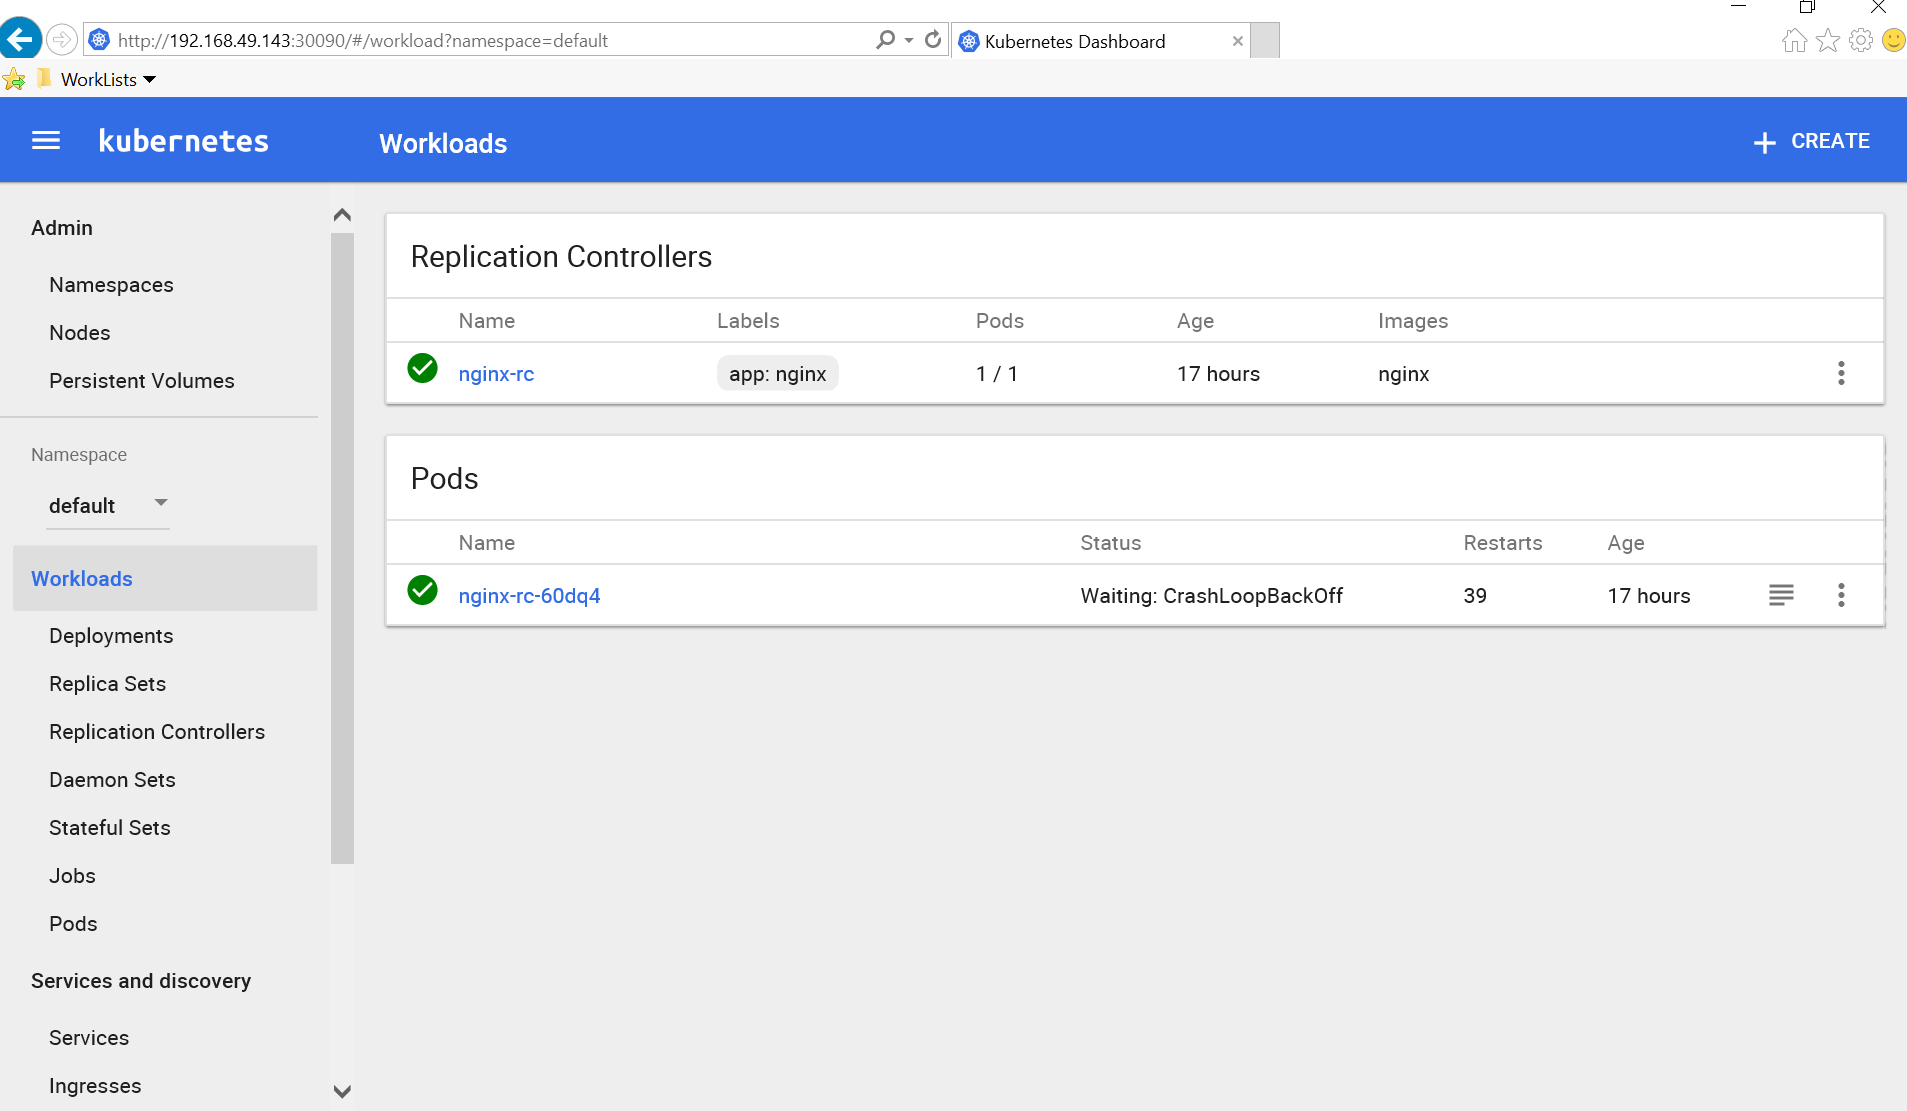 http://192.168.49.143:30090/#/workload?namespace=default
Kubernetes Dashboard
WorkLists
kubernetes
Workloads
CREATE
Admin
Namespaces
Nodes
Persistent Volumes
Namespace
default
Workloads
Deployments
Replica Sets
Replication Controllers
Daemon Sets
Stateful Sets
Jobs
Pods
Services and discovery
Services
Ingresses
Replication Controllers
Name Labels Pods Age Images
nginx-rc app: nginx 1 / 1 17 hours nginx
Pods
Name Status Restarts Age
nginx-rc-60dq4 Waiting: CrashLoopBackOff 39 17 hours